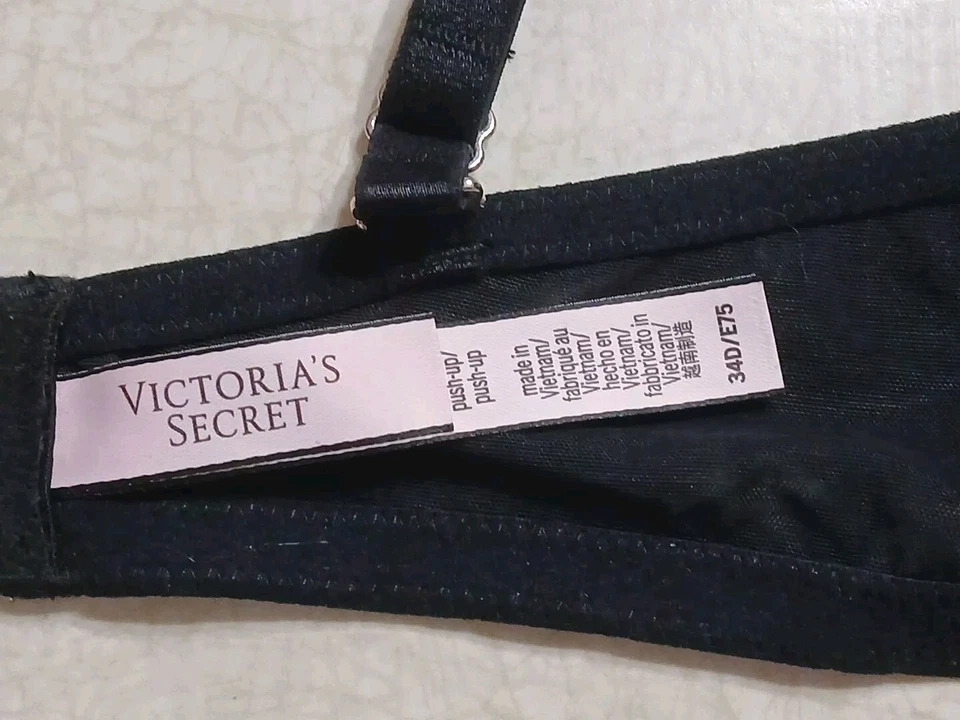 VICTORIA'S
SECRET
push-up/
push-up
made in
Vietnam/
fabriqué au
Vietnam/
hecho en
Vietnam/
fabbricato in
Vietnam/
越南制造
34D/E75